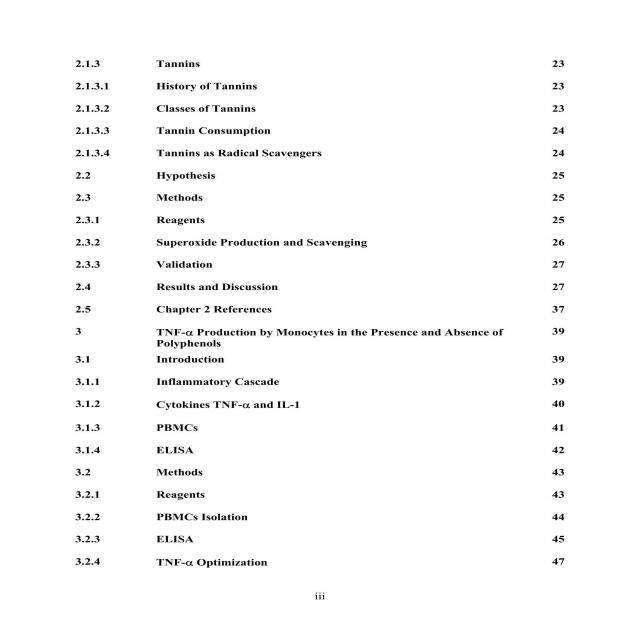 2.1.3 Tannins 23
2.1.3.1 History of Tannins 23
2.1.3.2 Classes of Tannins 23
2.1.3.3 Tannin Consumption 24
2.1.3.4 Tannins as Radical Scavengers 24
2.2 Hypothesis 25
2.3 Methods 25
2.3.1 Reagents 25
2.3.2 Superoxide Production and Scavenging 26
2.3.3 Validation 27
2.4 Results and Discussion 27
2.5 Chapter 2 References 37
3 TNF-α Production by Monocytes in the Presence and Absence of 39
Polyphenols
3.1 Introduction 39
3.1.1 Inflammatory Cascade 39
3.1.2 Cytokines TNF-α and IL-1 40
3.1.3 PBMCs 41
3.1.4 ELISA 42
3.2 Methods 43
3.2.1 Reagents 43
3.2.2 PBMCs Isolation 44
3.2.3 ELISA 45
3.2.4 TNF-α Optimization 47
iii